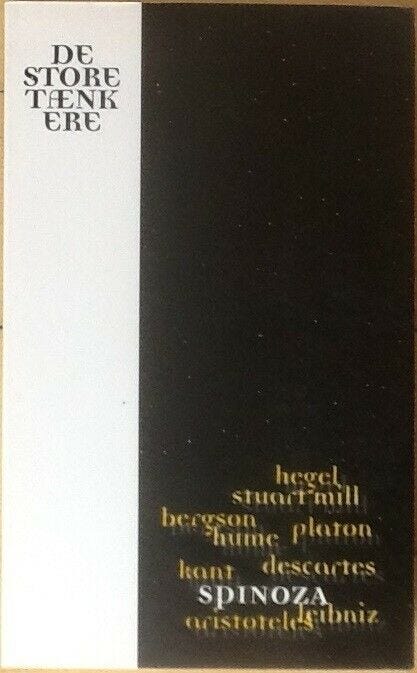 DE
STORE
TÆNK
ERE
hegel
stuart mill
bergson
platon
hume
descartes
kant
SPINOZA
leibniz
aristoteles